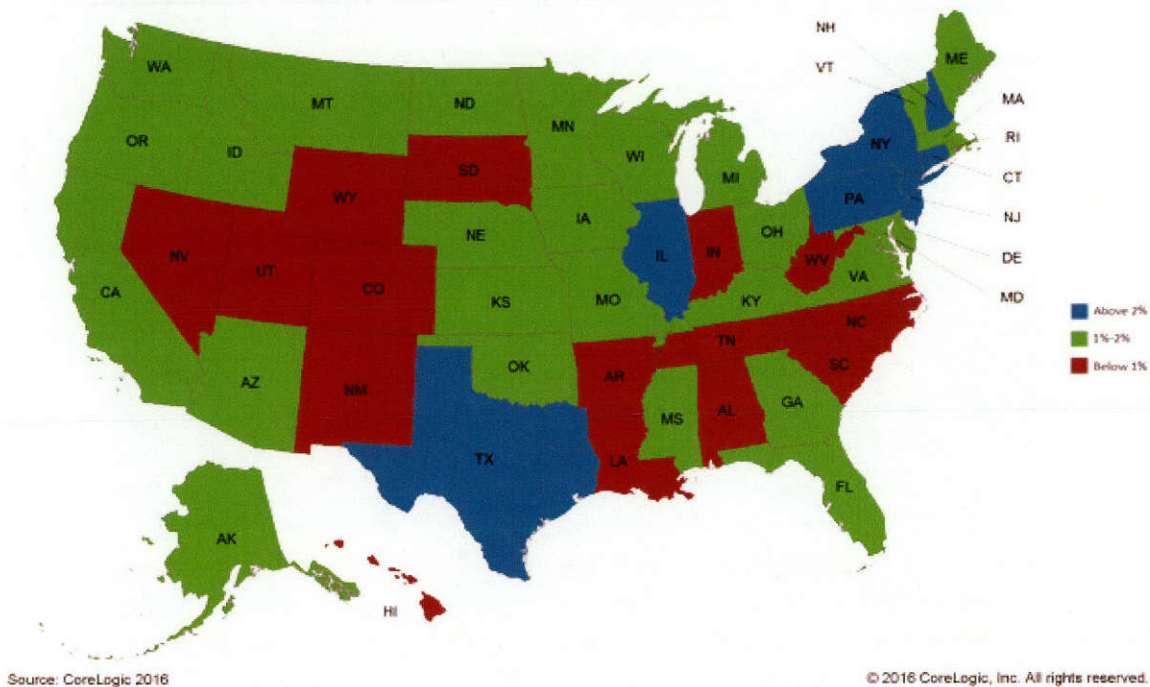 NH
WA
VT
ME
MT
ND
MN
MA
OR
ID
WI
NY
RI
SD
MI
CT
WY
PA
IA
NJ
NE
OH
IL
IN
DE
NV
UT
WV
CO
VA
CA
KS
MO
KY
MD
Above 2%
NC
TN
1%-2%
OK
SC
Below 1%
AR
AZ
NM
GA
MS
AL
TX
LA
FL
AK
HI
Source: CoreLogic 2016
© 2016 CoreLogic, Inc. All rights reserved.